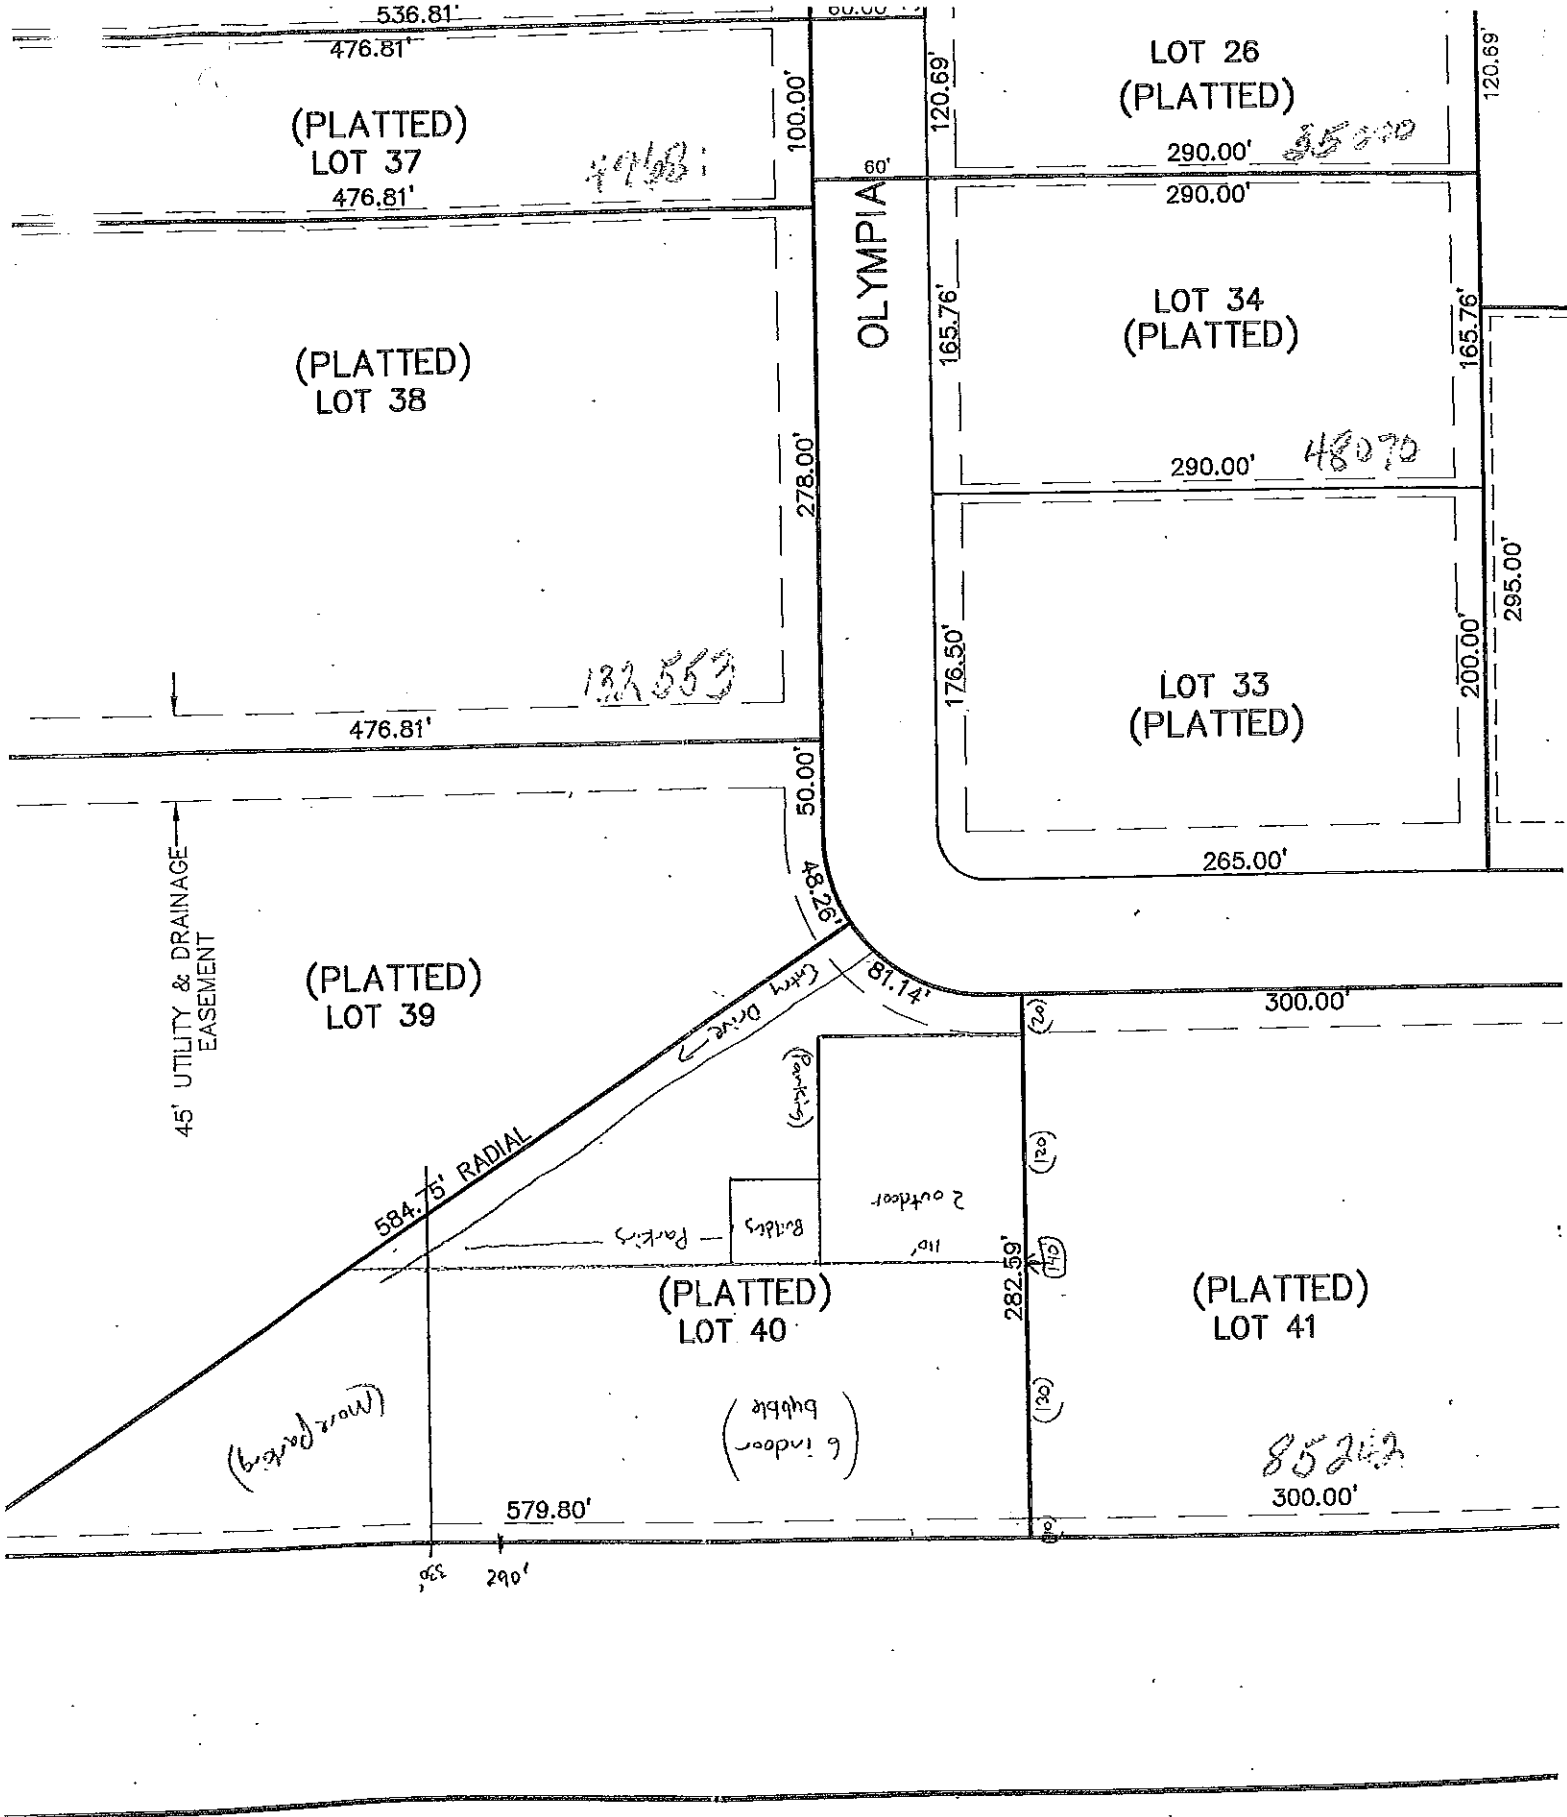 536.81'
476.81'
60.00'
(PLATTED)
LOT 37
476.81'
100.00'
120.69'
LOT 26
(PLATTED)
290.00'
120.69'
60'
OLYMPIA
290.00'
165.76'
LOT 34
(PLATTED)
165.76'
290.00'
48070
(PLATTED)
LOT 38
278.00'
132553
476.81'
176.50'
LOT 33
(PLATTED)
200.00'
295.00'
265.00'
50.00'
48.26'
81.14'
45' UTILITY & DRAINAGE
EASEMENT
(PLATTED)
LOT 39
Entry Drive
300.00'
(20)
(Parking)
(120)
584.75' RADIAL
2 outdoor
110'
Building
Parking
282.59'
140'
(PLATTED)
LOT 40
(PLATTED)
LOT 41
(more parking)
(6 indoor
bubble)
(130)
85242
300.00'
579.80'
(10)
330'
290'